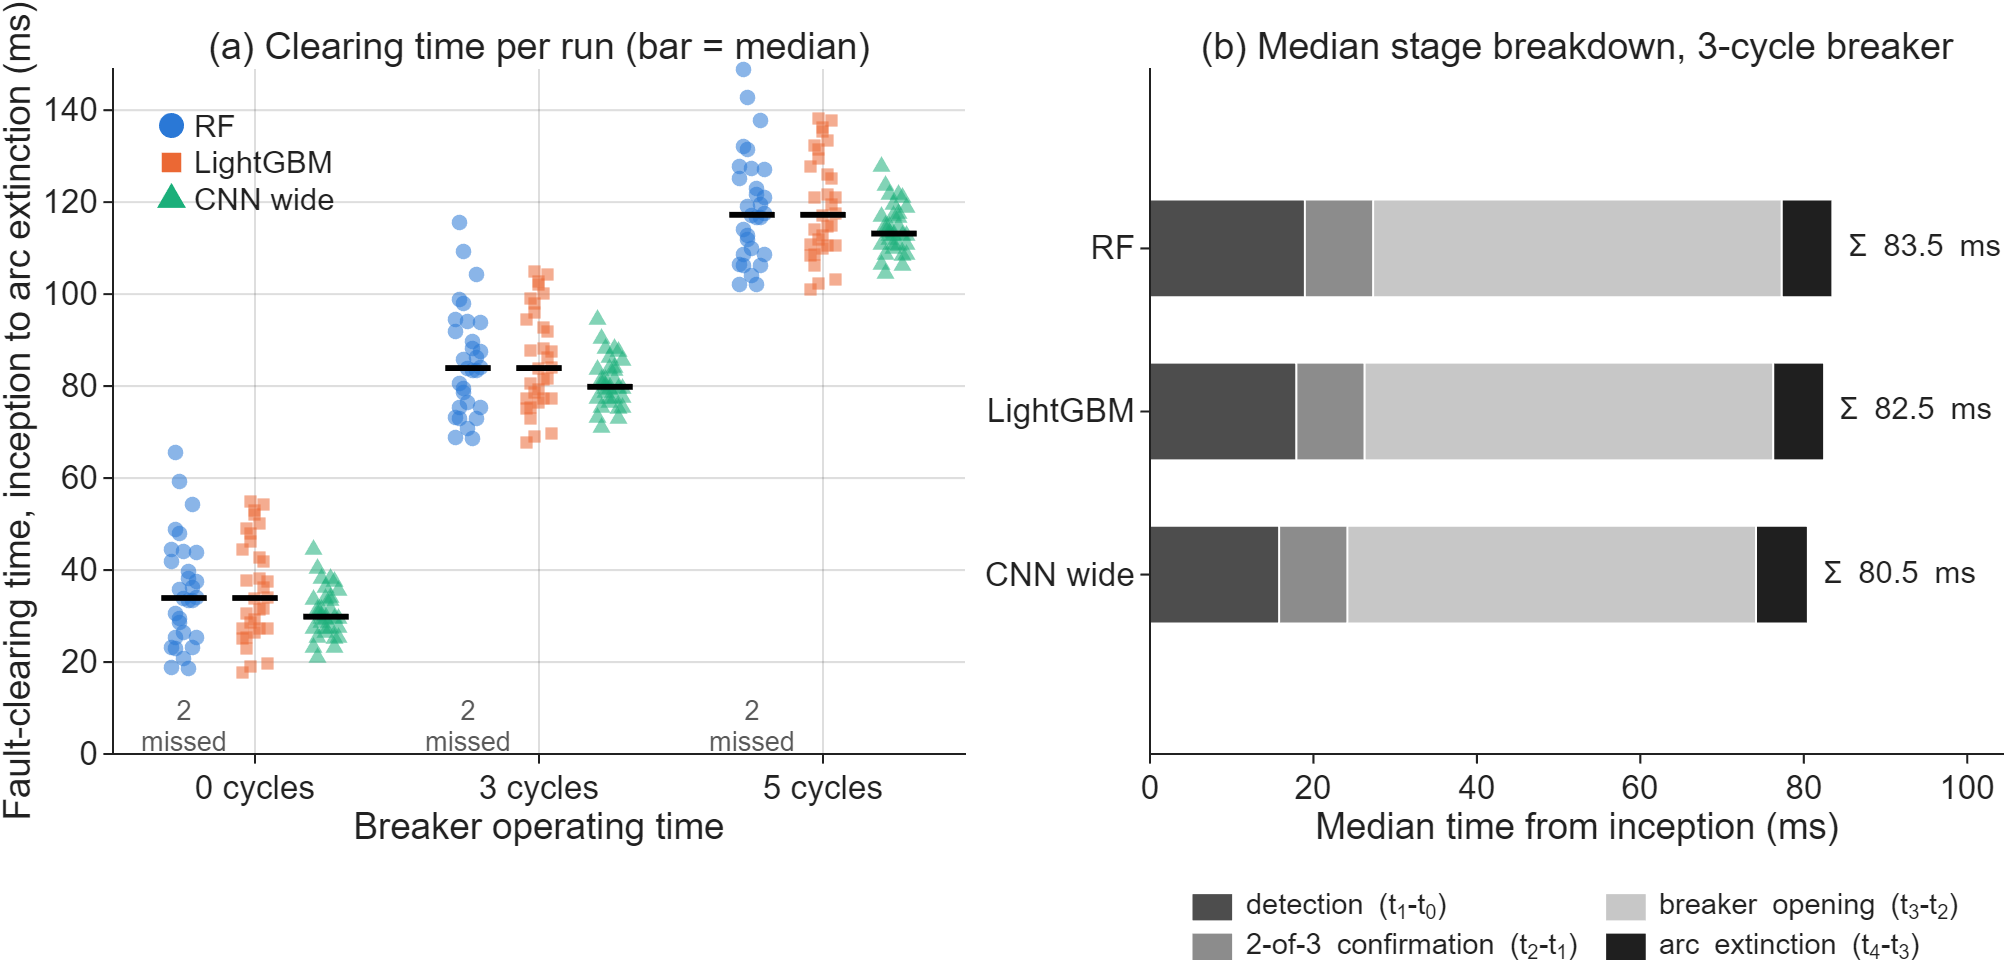 (a) Clearing time per run (bar = median)
Fault-clearing time, inception to arc extinction (ms)
140
120
100
80
60
40
20
0
RF
LightGBM
CNN wide
2
missed
2
missed
2
missed
0 cycles
3 cycles
5 cycles
Breaker operating time
(b) Median stage breakdown, 3-cycle breaker
RF
Σ 83.5 ms
LightGBM
Σ 82.5 ms
CNN wide
Σ 80.5 ms
0
20
40
60
80
100
Median time from inception (ms)
detection (t₁-t₀)
2-of-3 confirmation (t₂-t₁)
breaker opening (t₃-t₂)
arc extinction (t₄-t₃)